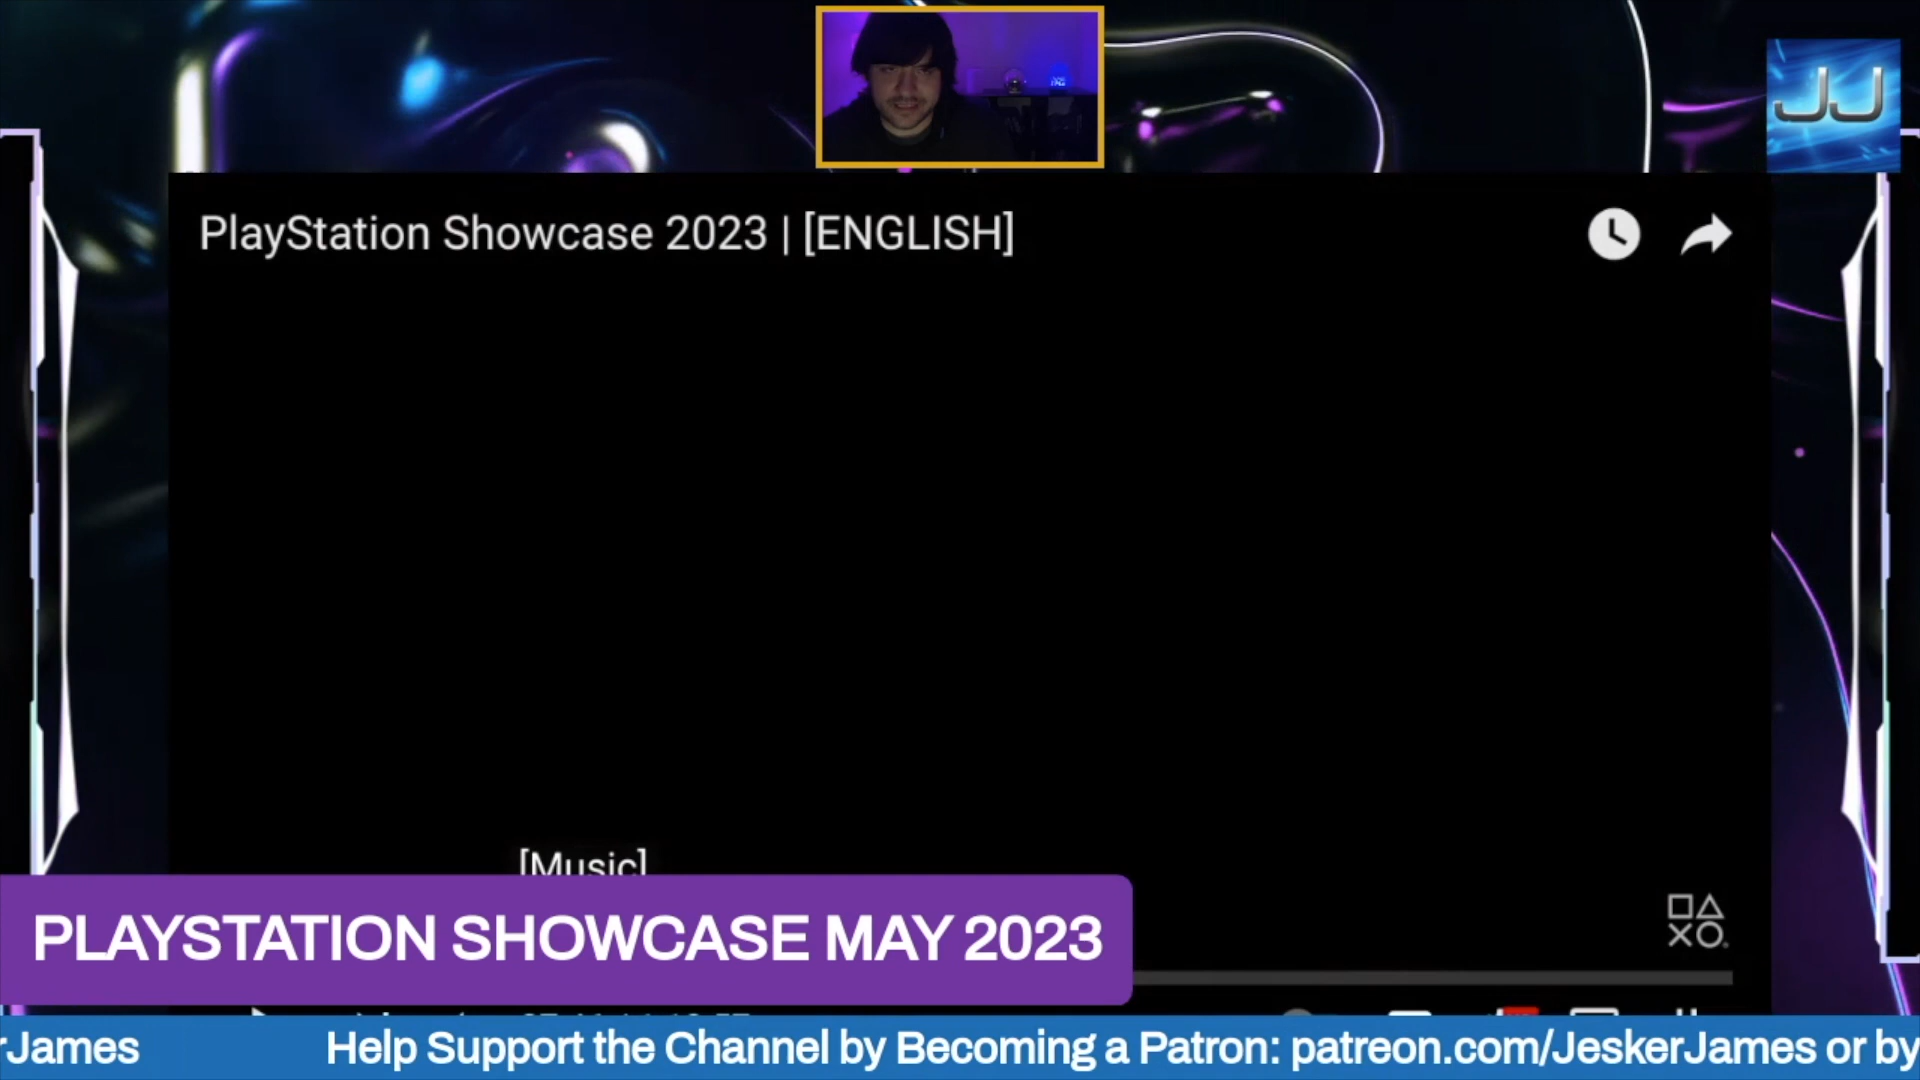 JJ
PlayStation Showcase 2023 | [ENGLISH]
[Music]
PLAYSTATION SHOWCASE MAY 2023
rJames Help Support the Channel by Becoming a Patron: patreon.com/JeskerJames or by